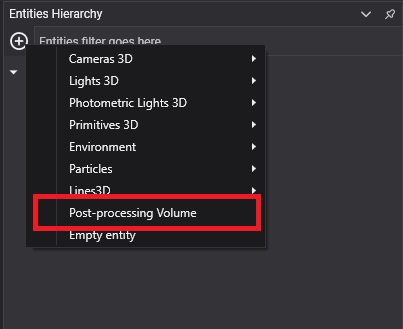 Entities Hierarchy
Entities filter goes here
Cameras 3D
Lights 3D
Photometric Lights 3D
Primitives 3D
Environment
Particles
Lines3D
Post-processing Volume
Empty entity